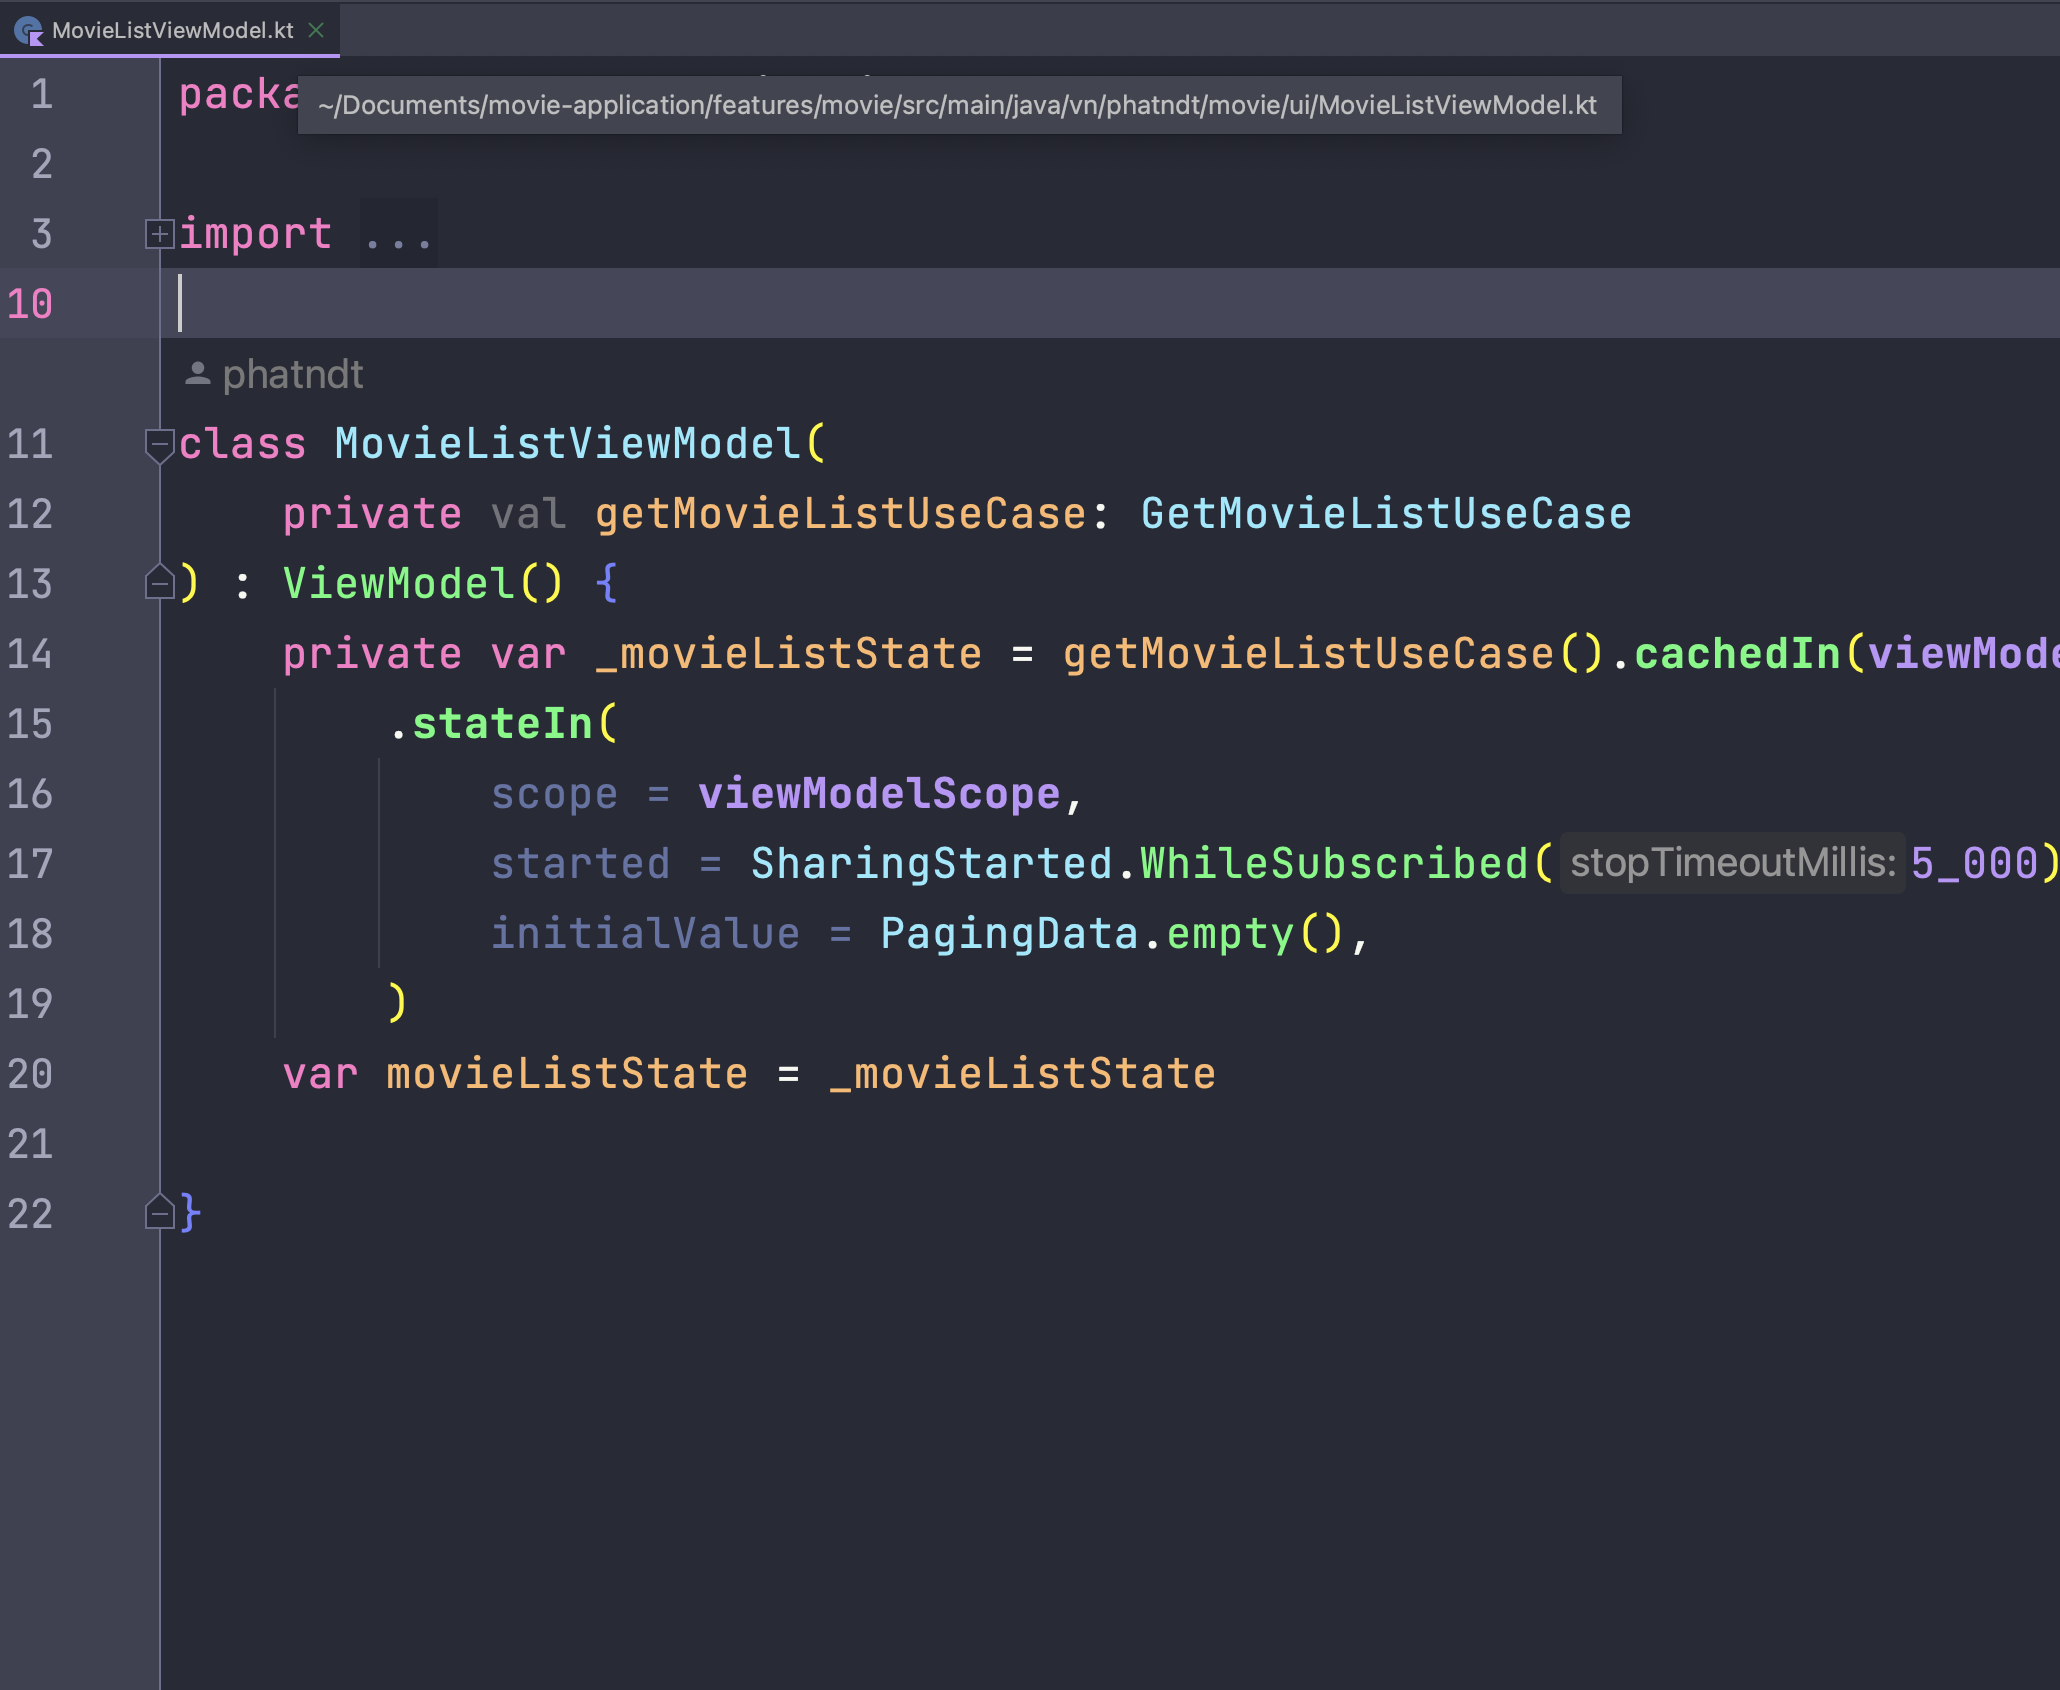 MovieListViewModel.kt
1 packa
~/Documents/movie-application/features/movie/src/main/java/vn/phatndt/movie/ui/MovieListViewModel.kt
2
3 import ...
10
phatndt
11 class MovieListViewModel(
12 private val getMovieListUseCase: GetMovieListUseCase
13 ) : ViewModel() {
14 private var _movieListState = getMovieListUseCase().cachedIn(viewMode
15 .stateIn(
16 scope = viewModelScope,
17 started = SharingStarted.WhileSubscribed( stopTimeoutMillis: 5_000)
18 initialValue = PagingData.empty(),
19 )
20 var movieListState = _movieListState
21
22 }